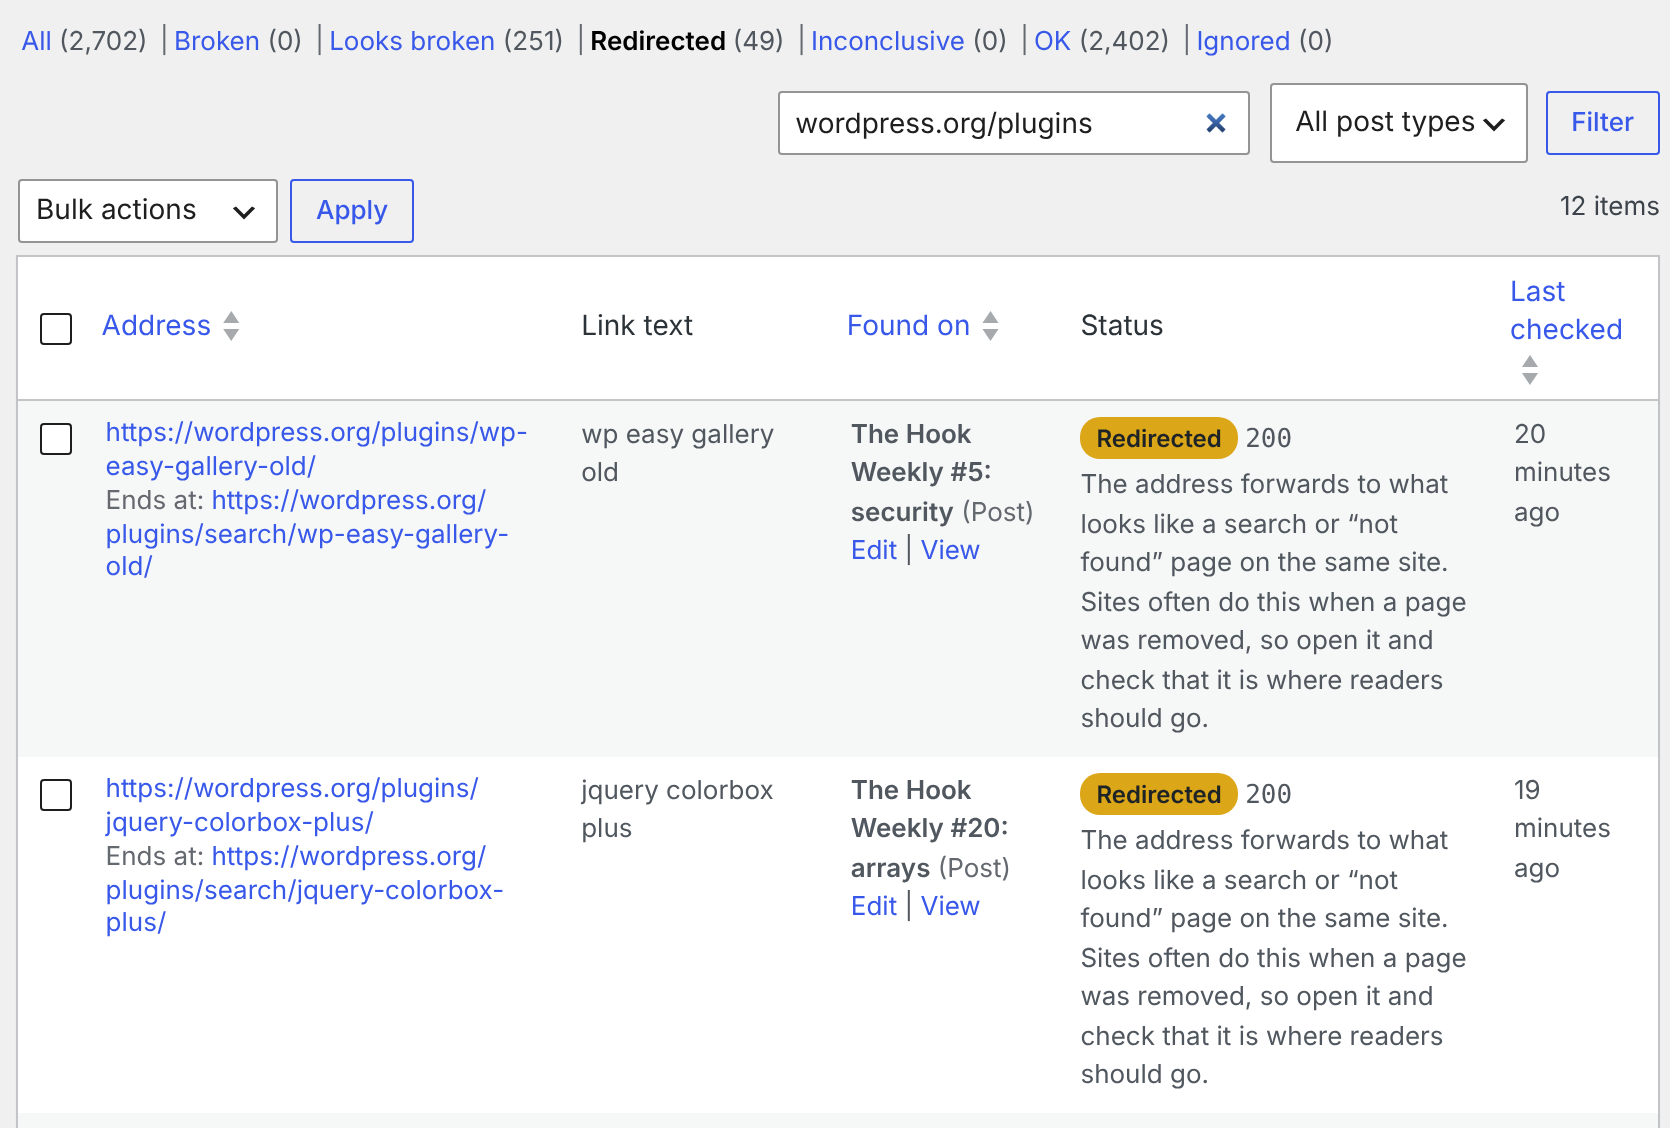 All (2,702) | Broken (0) | Looks broken (251) | Redirected (49) | Inconclusive (0) | OK (2,402) | Ignored (0)
wordpress.org/plugins
All post types
Filter
Bulk actions
Apply
12 items
Address
Link text
Found on
Status
Last
checked
https://wordpress.org/plugins/wp-
easy-gallery-old/
Ends at: https://wordpress.org/
plugins/search/wp-easy-gallery-
old/
wp easy gallery
old
The Hook
Weekly #5:
security (Post)
Edit | View
Redirected 200
The address forwards to what
looks like a search or “not
found” page on the same site.
Sites often do this when a page
was removed, so open it and
check that it is where readers
should go.
20
minutes
ago
https://wordpress.org/plugins/
jquery-colorbox-plus/
Ends at: https://wordpress.org/
plugins/search/jquery-colorbox-
plus/
jquery colorbox
plus
The Hook
Weekly #20:
arrays (Post)
Edit | View
Redirected 200
The address forwards to what
looks like a search or “not
found” page on the same site.
Sites often do this when a page
was removed, so open it and
check that it is where readers
should go.
19
minutes
ago